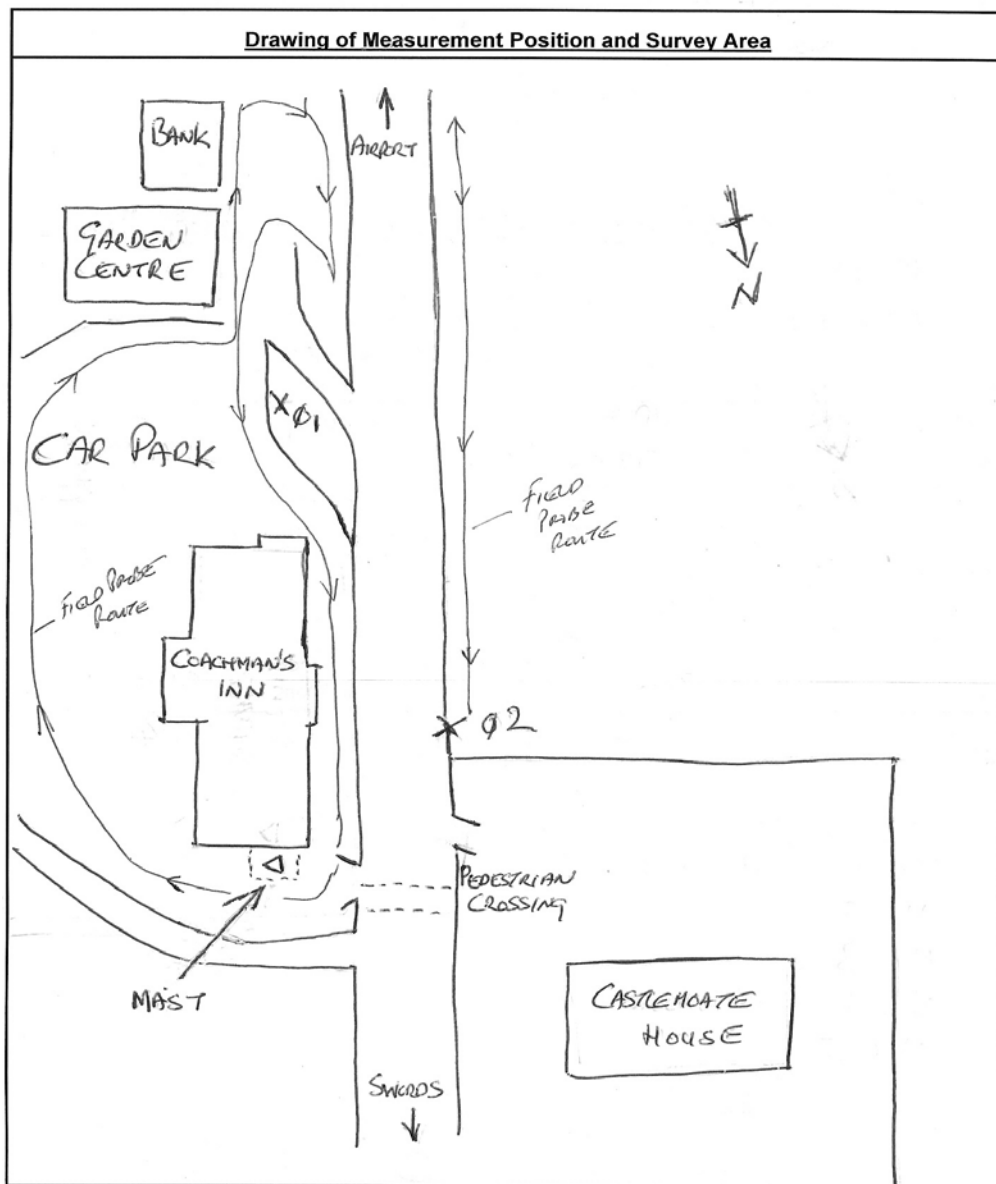 Drawing of Measurement Position and Survey Area
BANK
AIRPORT
GARDEN
CENTRE
N
X Ø1
CAR PARK
FIELD
PROBE
ROUTE
FIELD PROBE
ROUTE
COACHMAN'S
INN
X Ø2
PEDESTRIAN
CROSSING
MAST
CASTLEMOATE
HOUSE
SWORDS